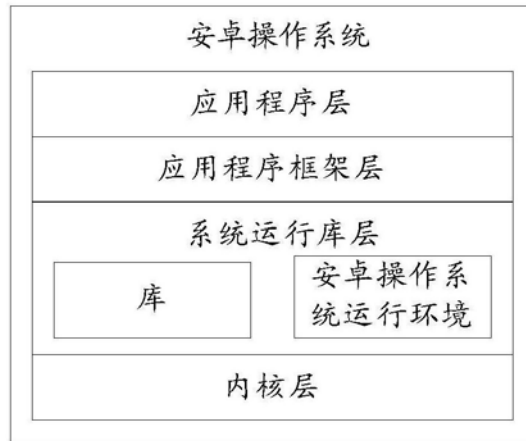 安卓操作系统
应用程序层
应用程序框架层
系统运行库层
库
安卓操作系
统运行环境
内核层